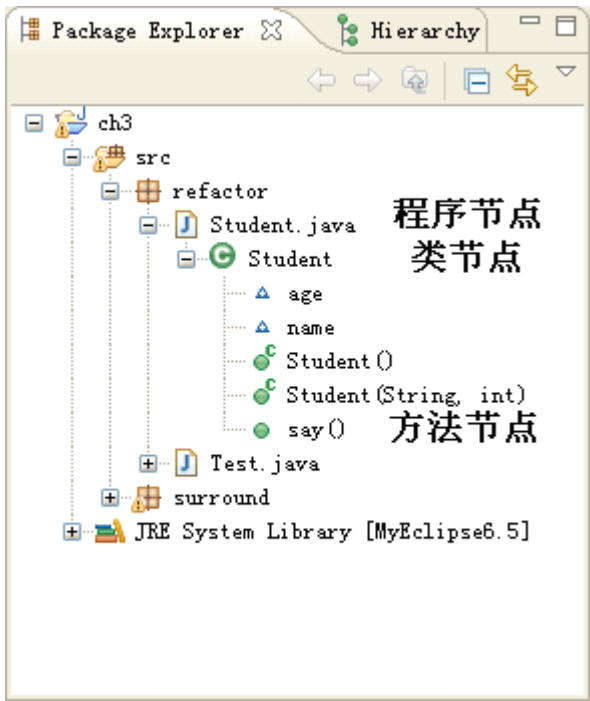 Package Explorer Hierarchy
ch3
src
refactor
Student.java 程序节点
Student 类节点
age
name
Student()
Student(String, int)
say() 方法节点
Test.java
surround
JRE System Library [MyEclipse6.5]